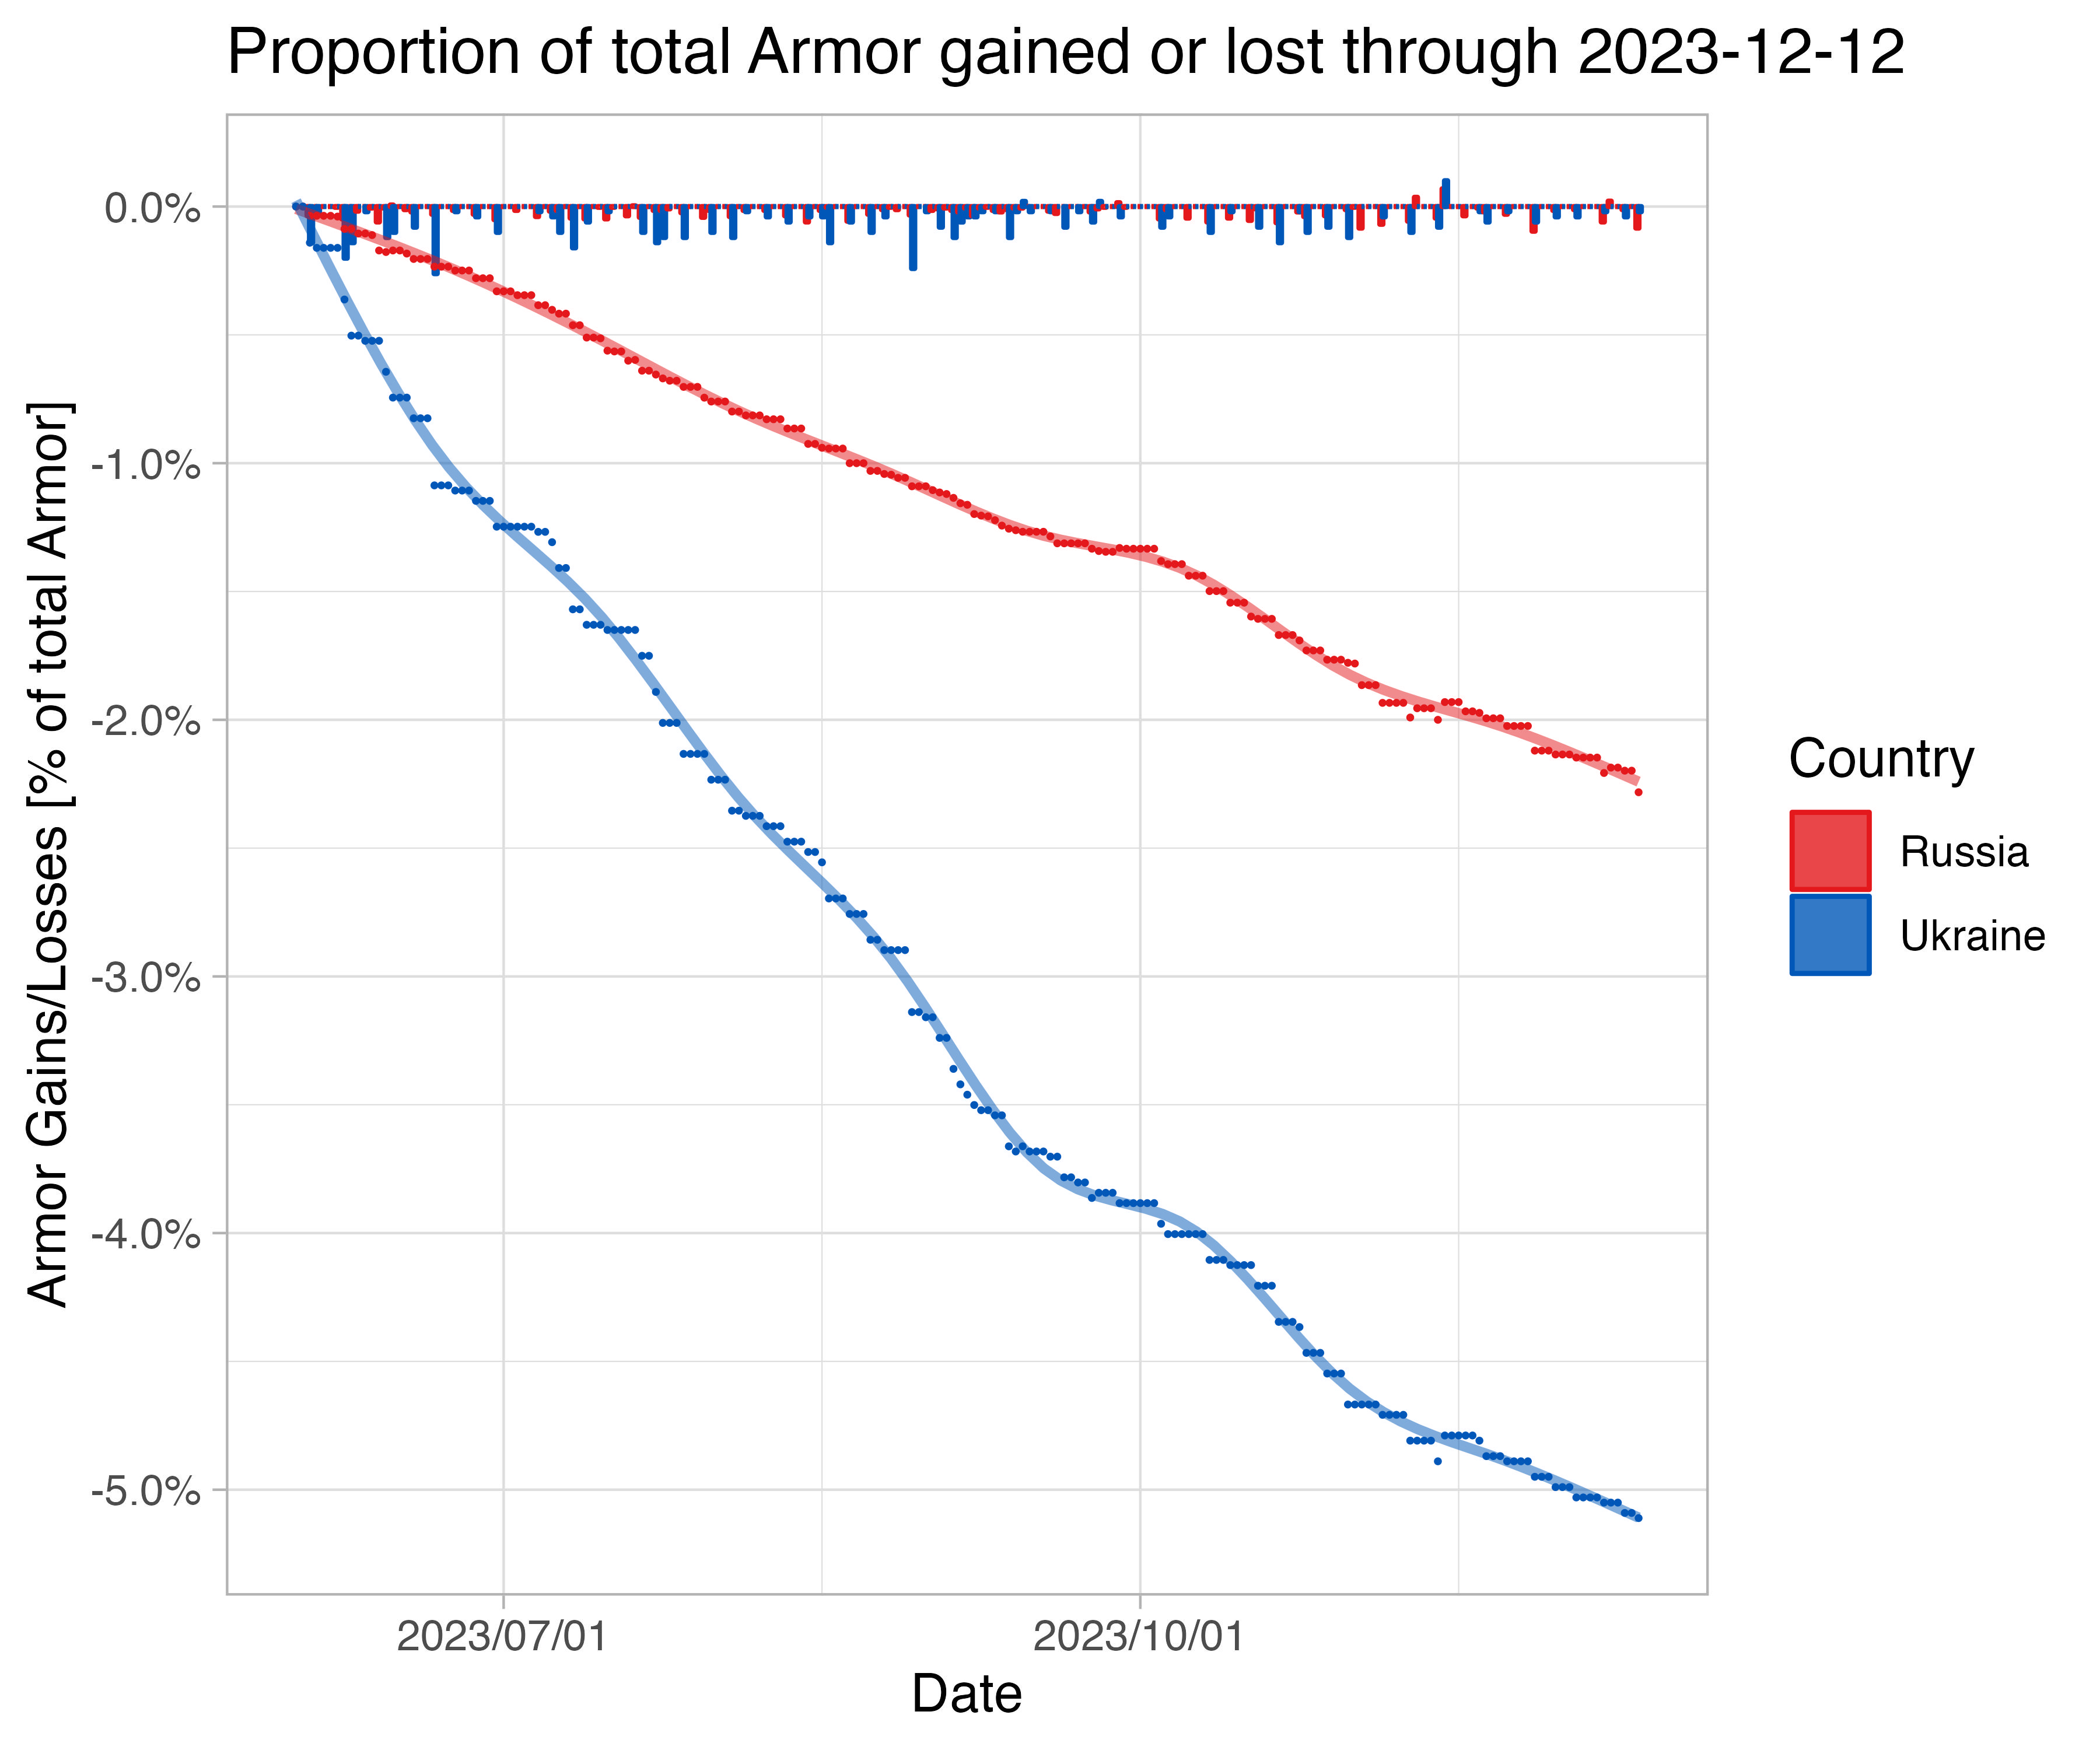 Proportion of total Armor gained or lost through 2023-12-12
Armor Gains/Losses [% of total Armor]
0.0%
-1.0%
-2.0%
-3.0%
-4.0%
-5.0%
2023/07/01
2023/10/01
Date
Country
Russia
Ukraine